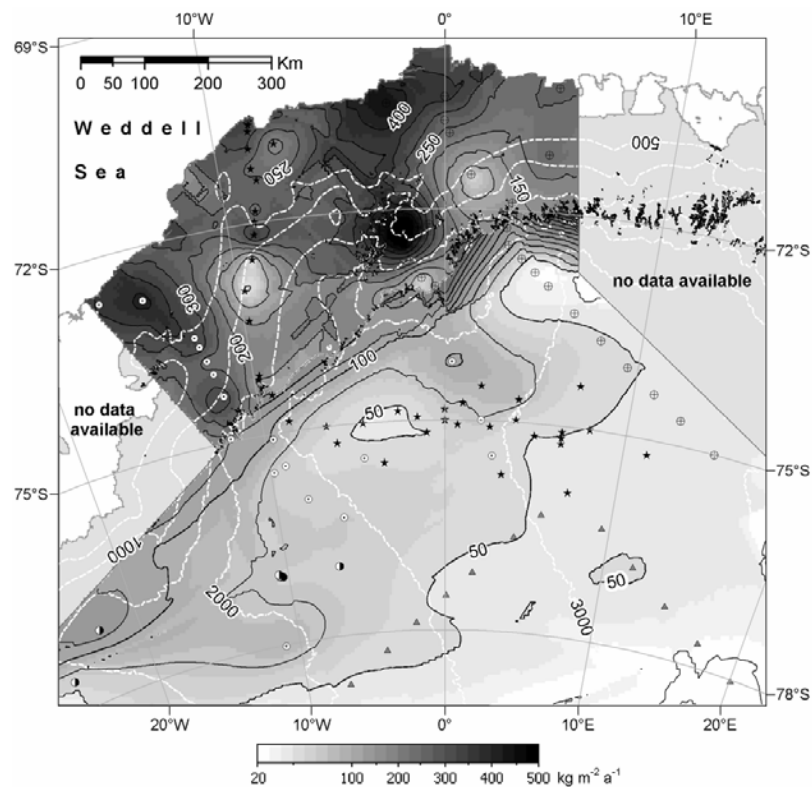 10°W 0° 10°E
69°S
Km
0 50 100 200 300
Weddell
Sea
400
500
250
250
150
72°S
72°S
no data available
300
200
100
no data
available
50
75°S
75°S
1000
50
50
2000
3000
78°S
20°W 10°W 0° 10°E 20°E
20 100 200 300 400 500 kg m⁻² a⁻¹